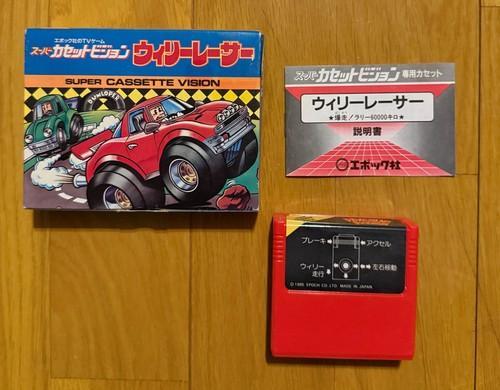 エポック社のTVゲーム
スーパーカセットビジョン ウィリーレーサー
SUPER CASSETTE VISION
DUNLOP
スーパーカセットビジョン 専用カセット
ウィリーレーサー
★爆走!ラリー60000キロ★
説明書
エポック社
ブレーキ
アクセル
ウィリー
走行
左右移動
© 1985 EPOCH CO. LTD. MADE IN JAPAN